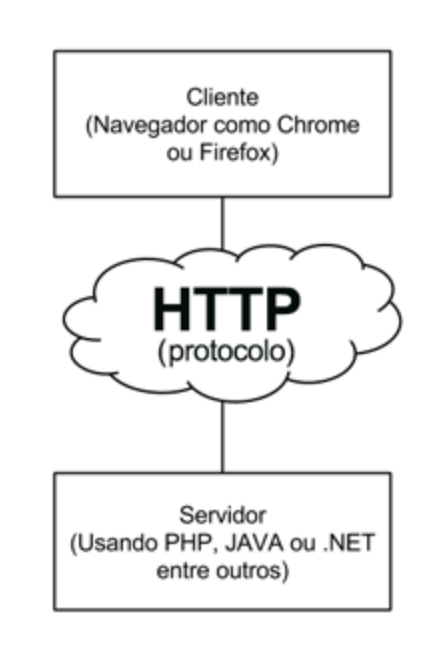 Cliente
(Navegador como Chrome
ou Firefox)
HTTP
(protocolo)
Servidor
(Usando PHP, JAVA ou .NET
entre outros)